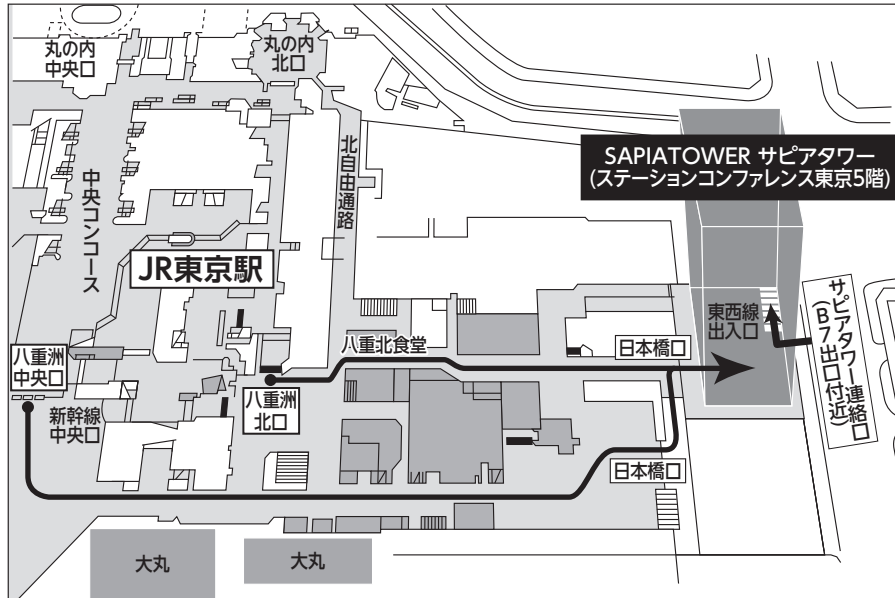 丸の内
中央口
丸の内
北口
北自由通路
SAPIATOWER サピアタワー
(ステーションコンファレンス東京5階)
中央コンコース
JR東京駅
サピアタワー連絡口
(B7出口付近)
東西線
出入口
八重洲
中央口
八重北食堂
日本橋口
八重洲
北口
新幹線
中央口
日本橋口
大丸
大丸